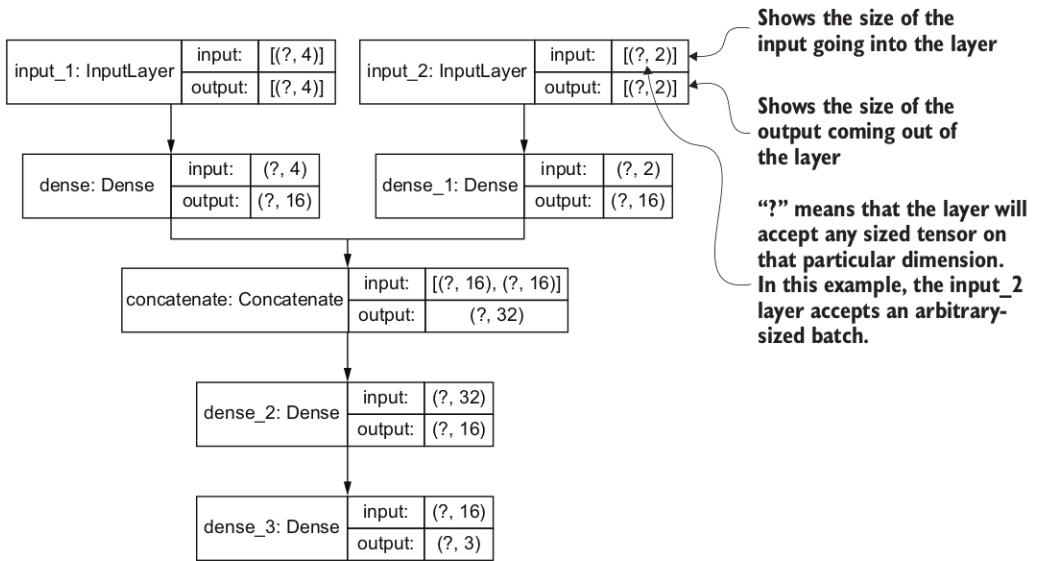 input_1: InputLayer
input: [(?, 4)]
output: [(?, 4)]
input_2: InputLayer
input: [(?, 2)]
output: [(?, 2)]
Shows the size of the
input going into the layer
Shows the size of the
output coming out of
the layer
dense: Dense
input: (?, 4)
output: (?, 16)
dense_1: Dense
input: (?, 2)
output: (?, 16)
“?” means that the layer will
accept any sized tensor on
that particular dimension.
In this example, the input_2
layer accepts an arbitrary-
sized batch.
concatenate: Concatenate
input: [(?, 16), (?, 16)]
output: (?, 32)
dense_2: Dense
input: (?, 32)
output: (?, 16)
dense_3: Dense
input: (?, 16)
output: (?, 3)